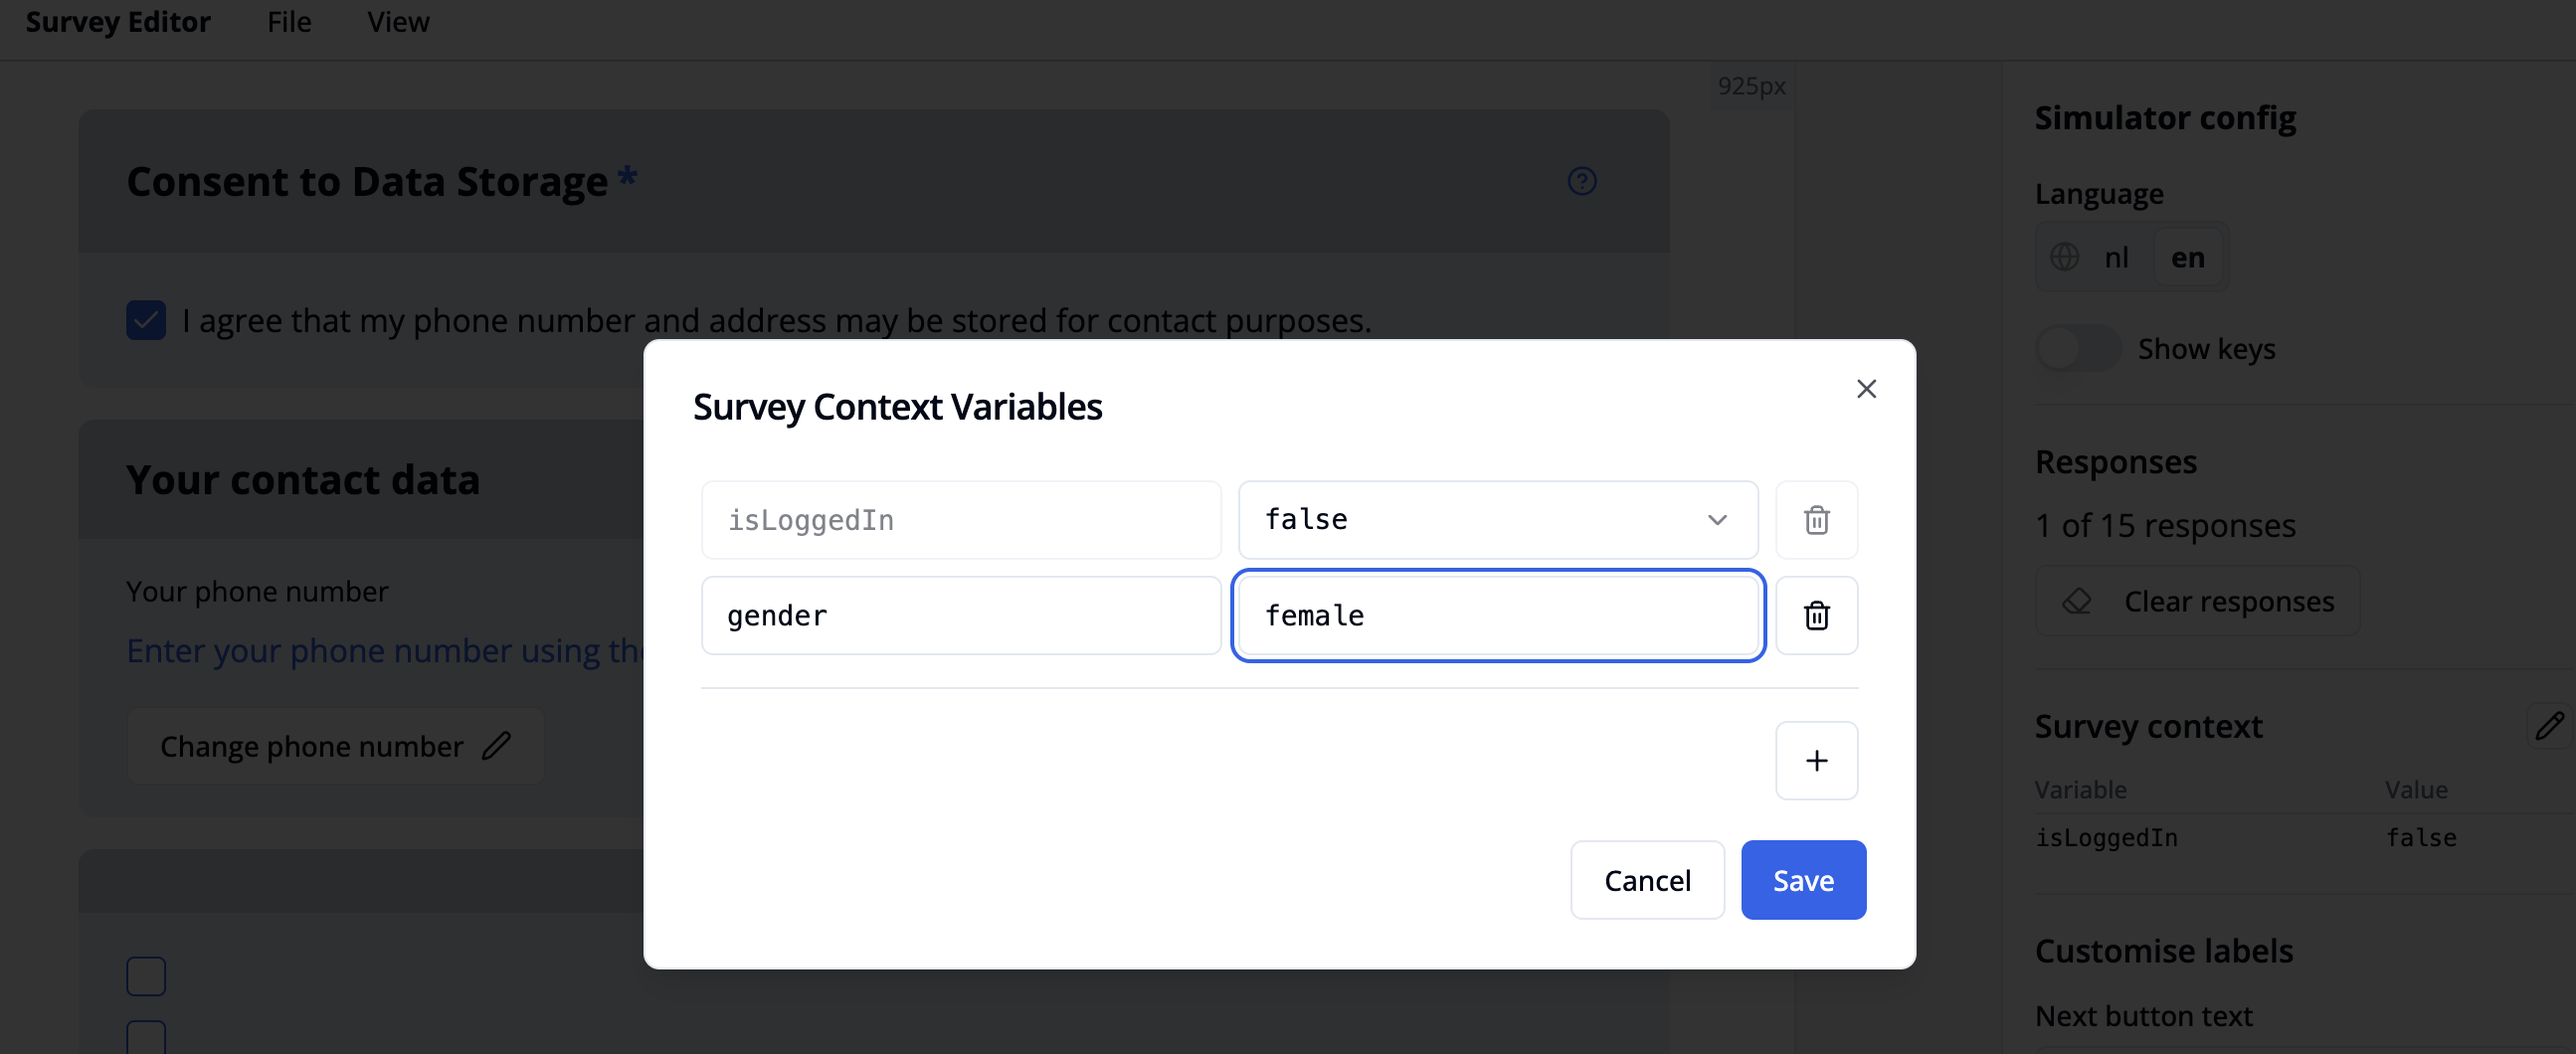 Survey Editor File View
925px
Consent to Data Storage *
I agree that my phone number and address may be stored for contact purposes.
Your contact data
Your phone number
Enter your phone number using the
Change phone number
Survey Context Variables
isLoggedIn false
gender female
Cancel Save
Simulator config
Language
nl en
Show keys
Responses
1 of 15 responses
Clear responses
Survey context
Variable Value
isLoggedIn false
Customise labels
Next button text